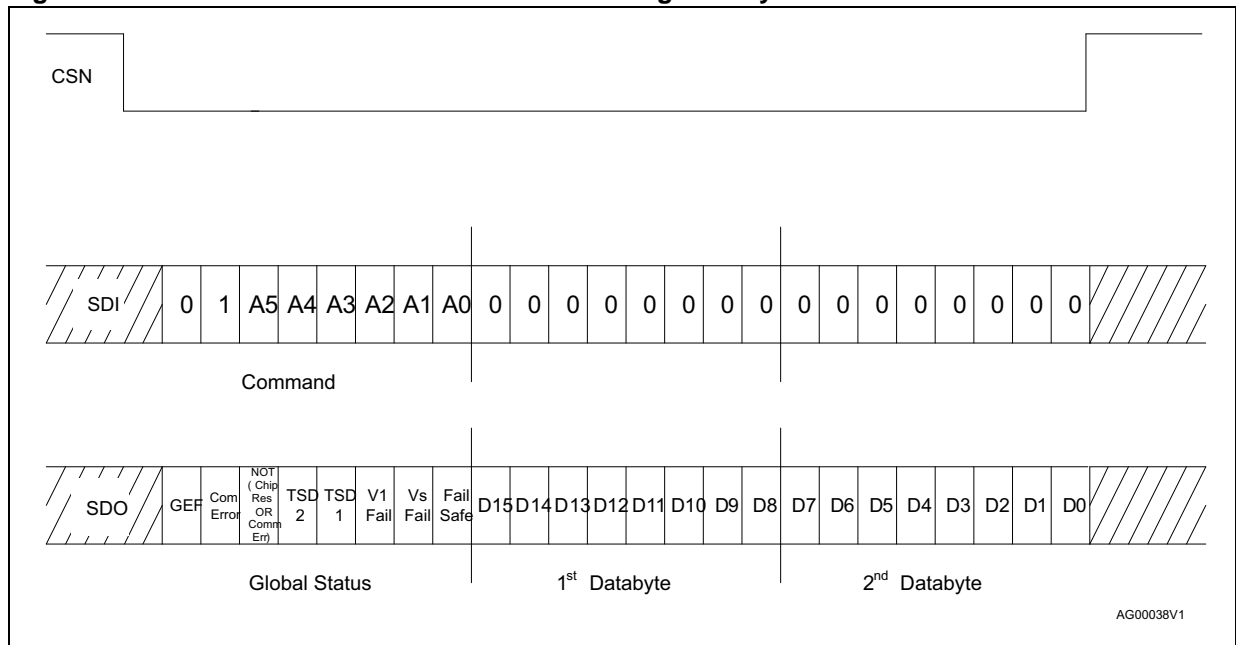 CSN
SDI 0 1 A5 A4 A3 A2 A1 A0 0 0 0 0 0 0 0 0 0 0 0 0 0 0 0 0
Command
SDO GEF Com Error NOT ( Chip Res OR Comm Err) TSD 2 TSD 1 V1 Fail Vs Fail Fail Safe D15 D14 D13 D12 D11 D10 D9 D8 D7 D6 D5 D4 D3 D2 D1 D0
Global Status 1st Databyte 2nd Databyte
AG00038V1